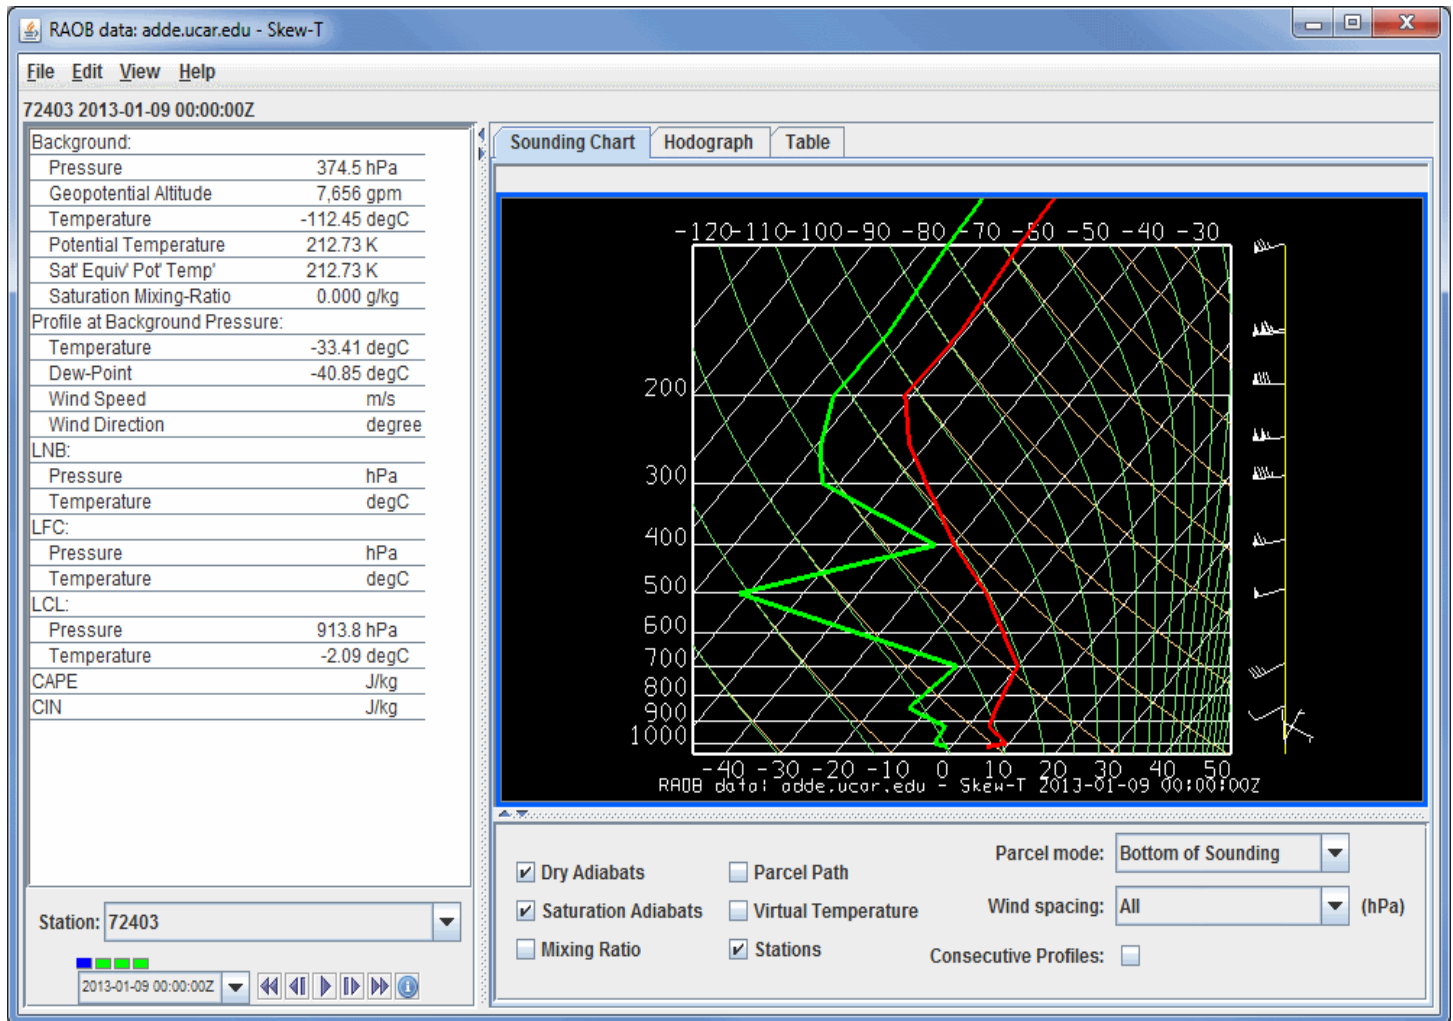 RAOB data: adde.ucar.edu - Skew-T
File Edit View Help
72403 2013-01-09 00:00:00Z
Background:
Pressure 374.5 hPa
Geopotential Altitude 7,656 gpm
Temperature -112.45 degC
Potential Temperature 212.73 K
Sat' Equiv' Pot' Temp' 212.73 K
Saturation Mixing-Ratio 0.000 g/kg
Profile at Background Pressure:
Temperature -33.41 degC
Dew-Point -40.85 degC
Wind Speed m/s
Wind Direction degree
LNB:
Pressure hPa
Temperature degC
LFC:
Pressure hPa
Temperature degC
LCL:
Pressure 913.8 hPa
Temperature -2.09 degC
CAPE J/kg
CIN J/kg
Station: 72403
2013-01-09 00:00:00Z
Sounding Chart Hodograph Table
-120 -110 -100 -90 -80 -70 -60 -50 -40 -30
200
300
400
500
600
700
800
900
1000
-40 -30 -20 -10 0 10 20 30 40 50
RAOB data: adde.ucar.edu - Skew-T 2013-01-09 00:00:00Z
Dry Adiabats Parcel Path Parcel mode: Bottom of Sounding
Saturation Adiabats Virtual Temperature Wind spacing: All (hPa)
Mixing Ratio Stations Consecutive Profiles: